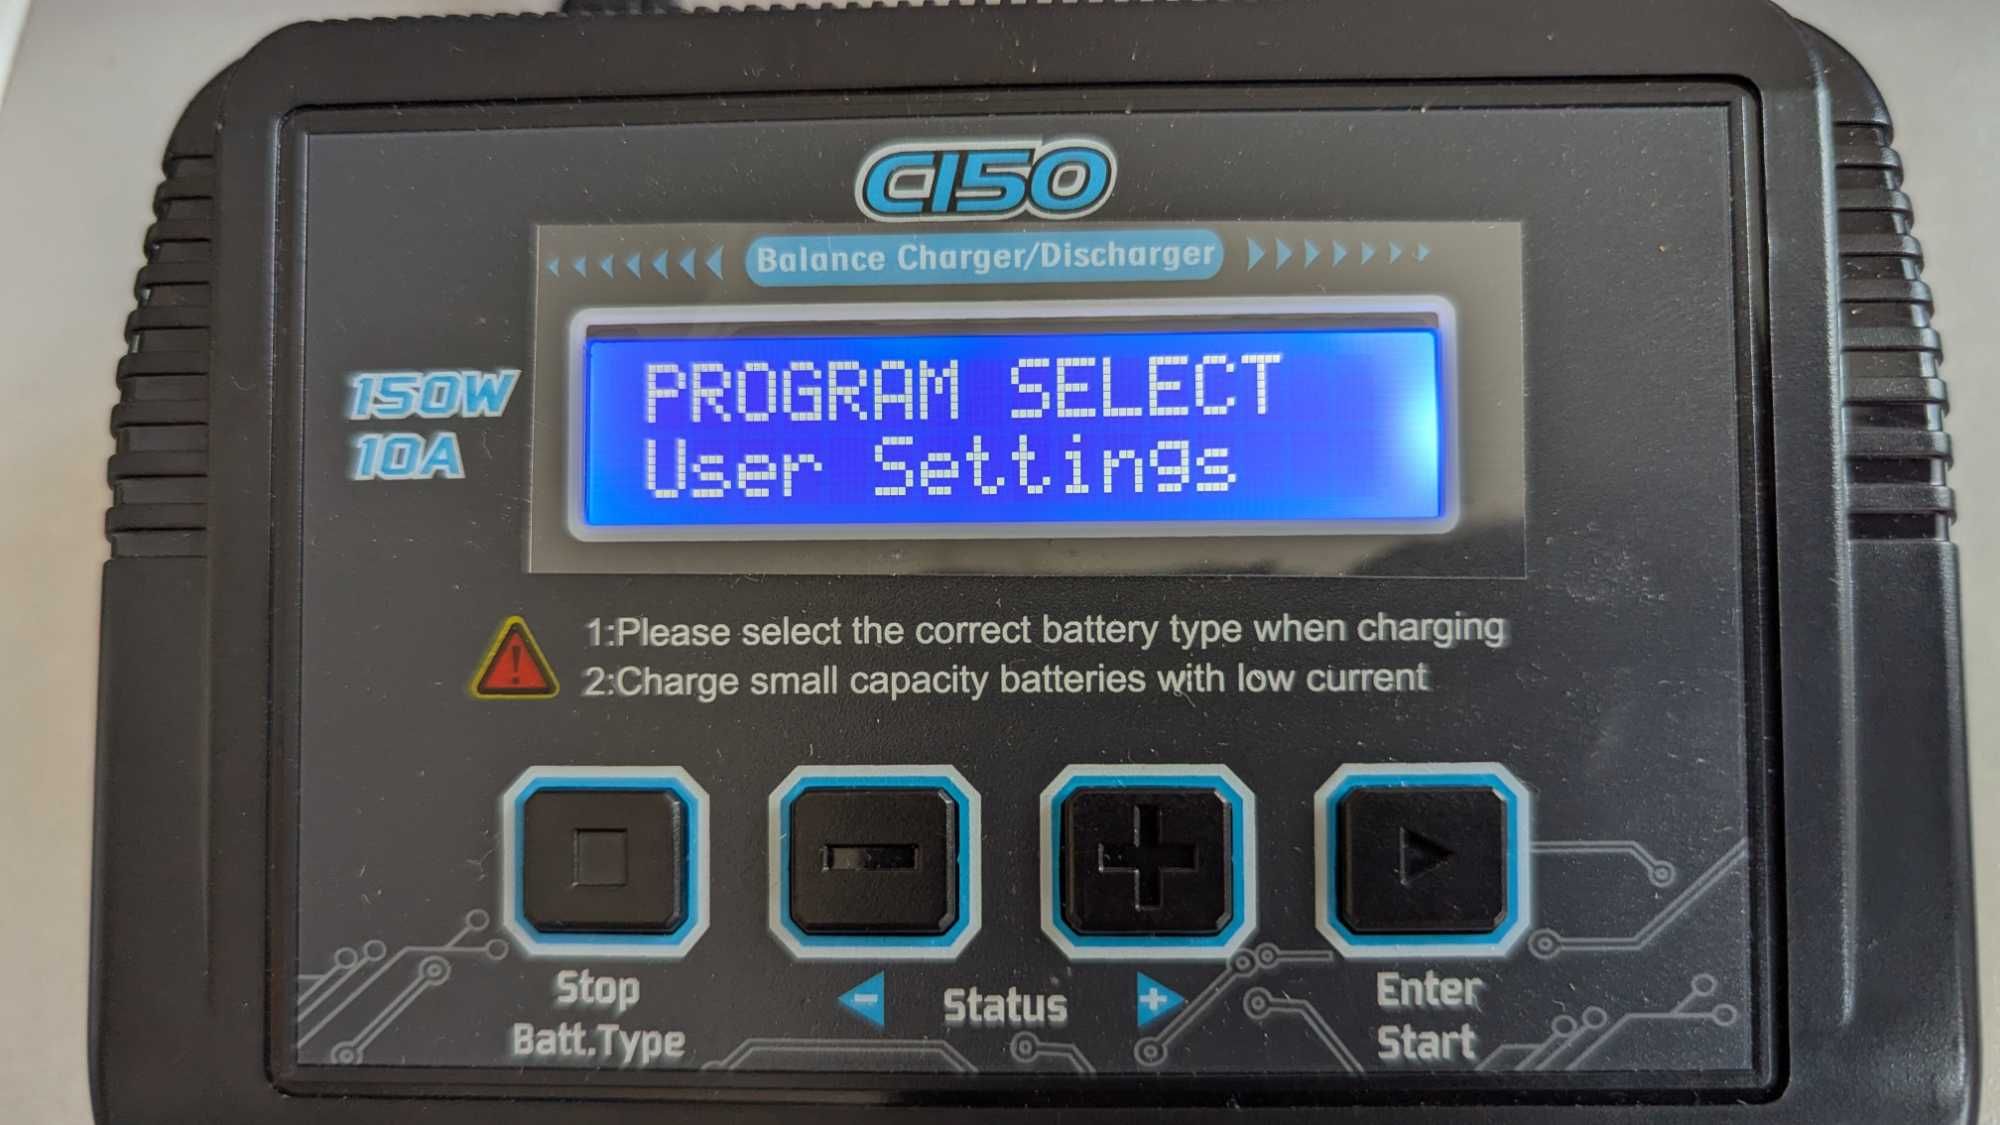 C150
Balance Charger/Discharger
150W
10A
PROGRAM SELECT
User Settings
1:Please select the correct battery type when charging
2:Charge small capacity batteries with low current
Stop
Batt.Type
- Status +
Enter
Start